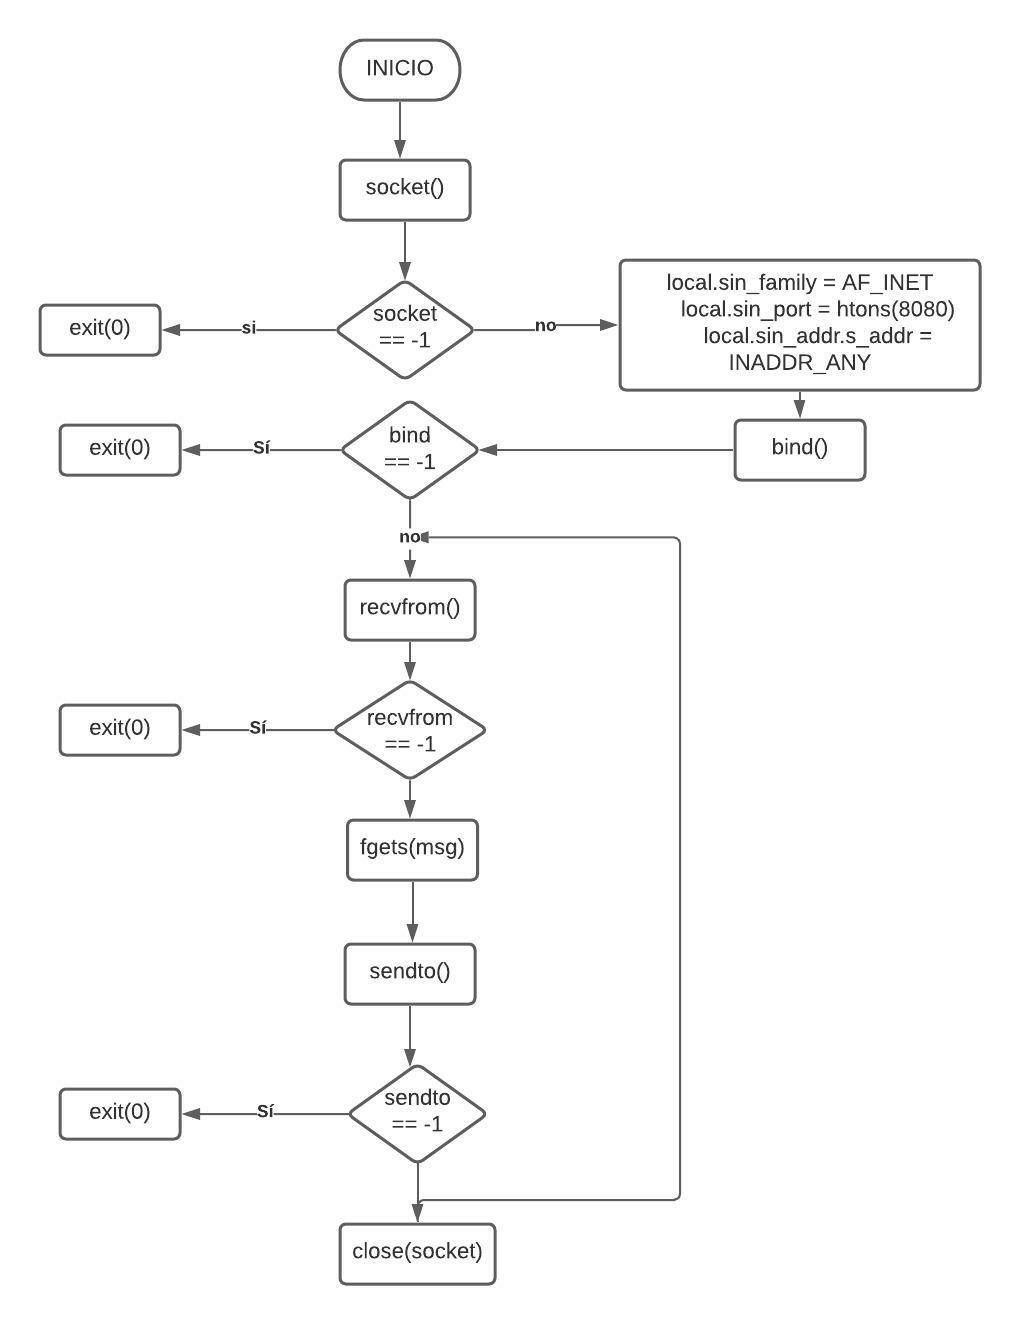 INICIO
socket()
socket
== -1
si
exit(0)
no
local.sin_family = AF_INET
local.sin_port = htons(8080)
local.sin_addr.s_addr =
INADDR_ANY
bind()
bind
== -1
Sí
exit(0)
no
recvfrom()
recvfrom
== -1
Sí
exit(0)
fgets(msg)
sendto()
sendto
== -1
Sí
exit(0)
close(socket)